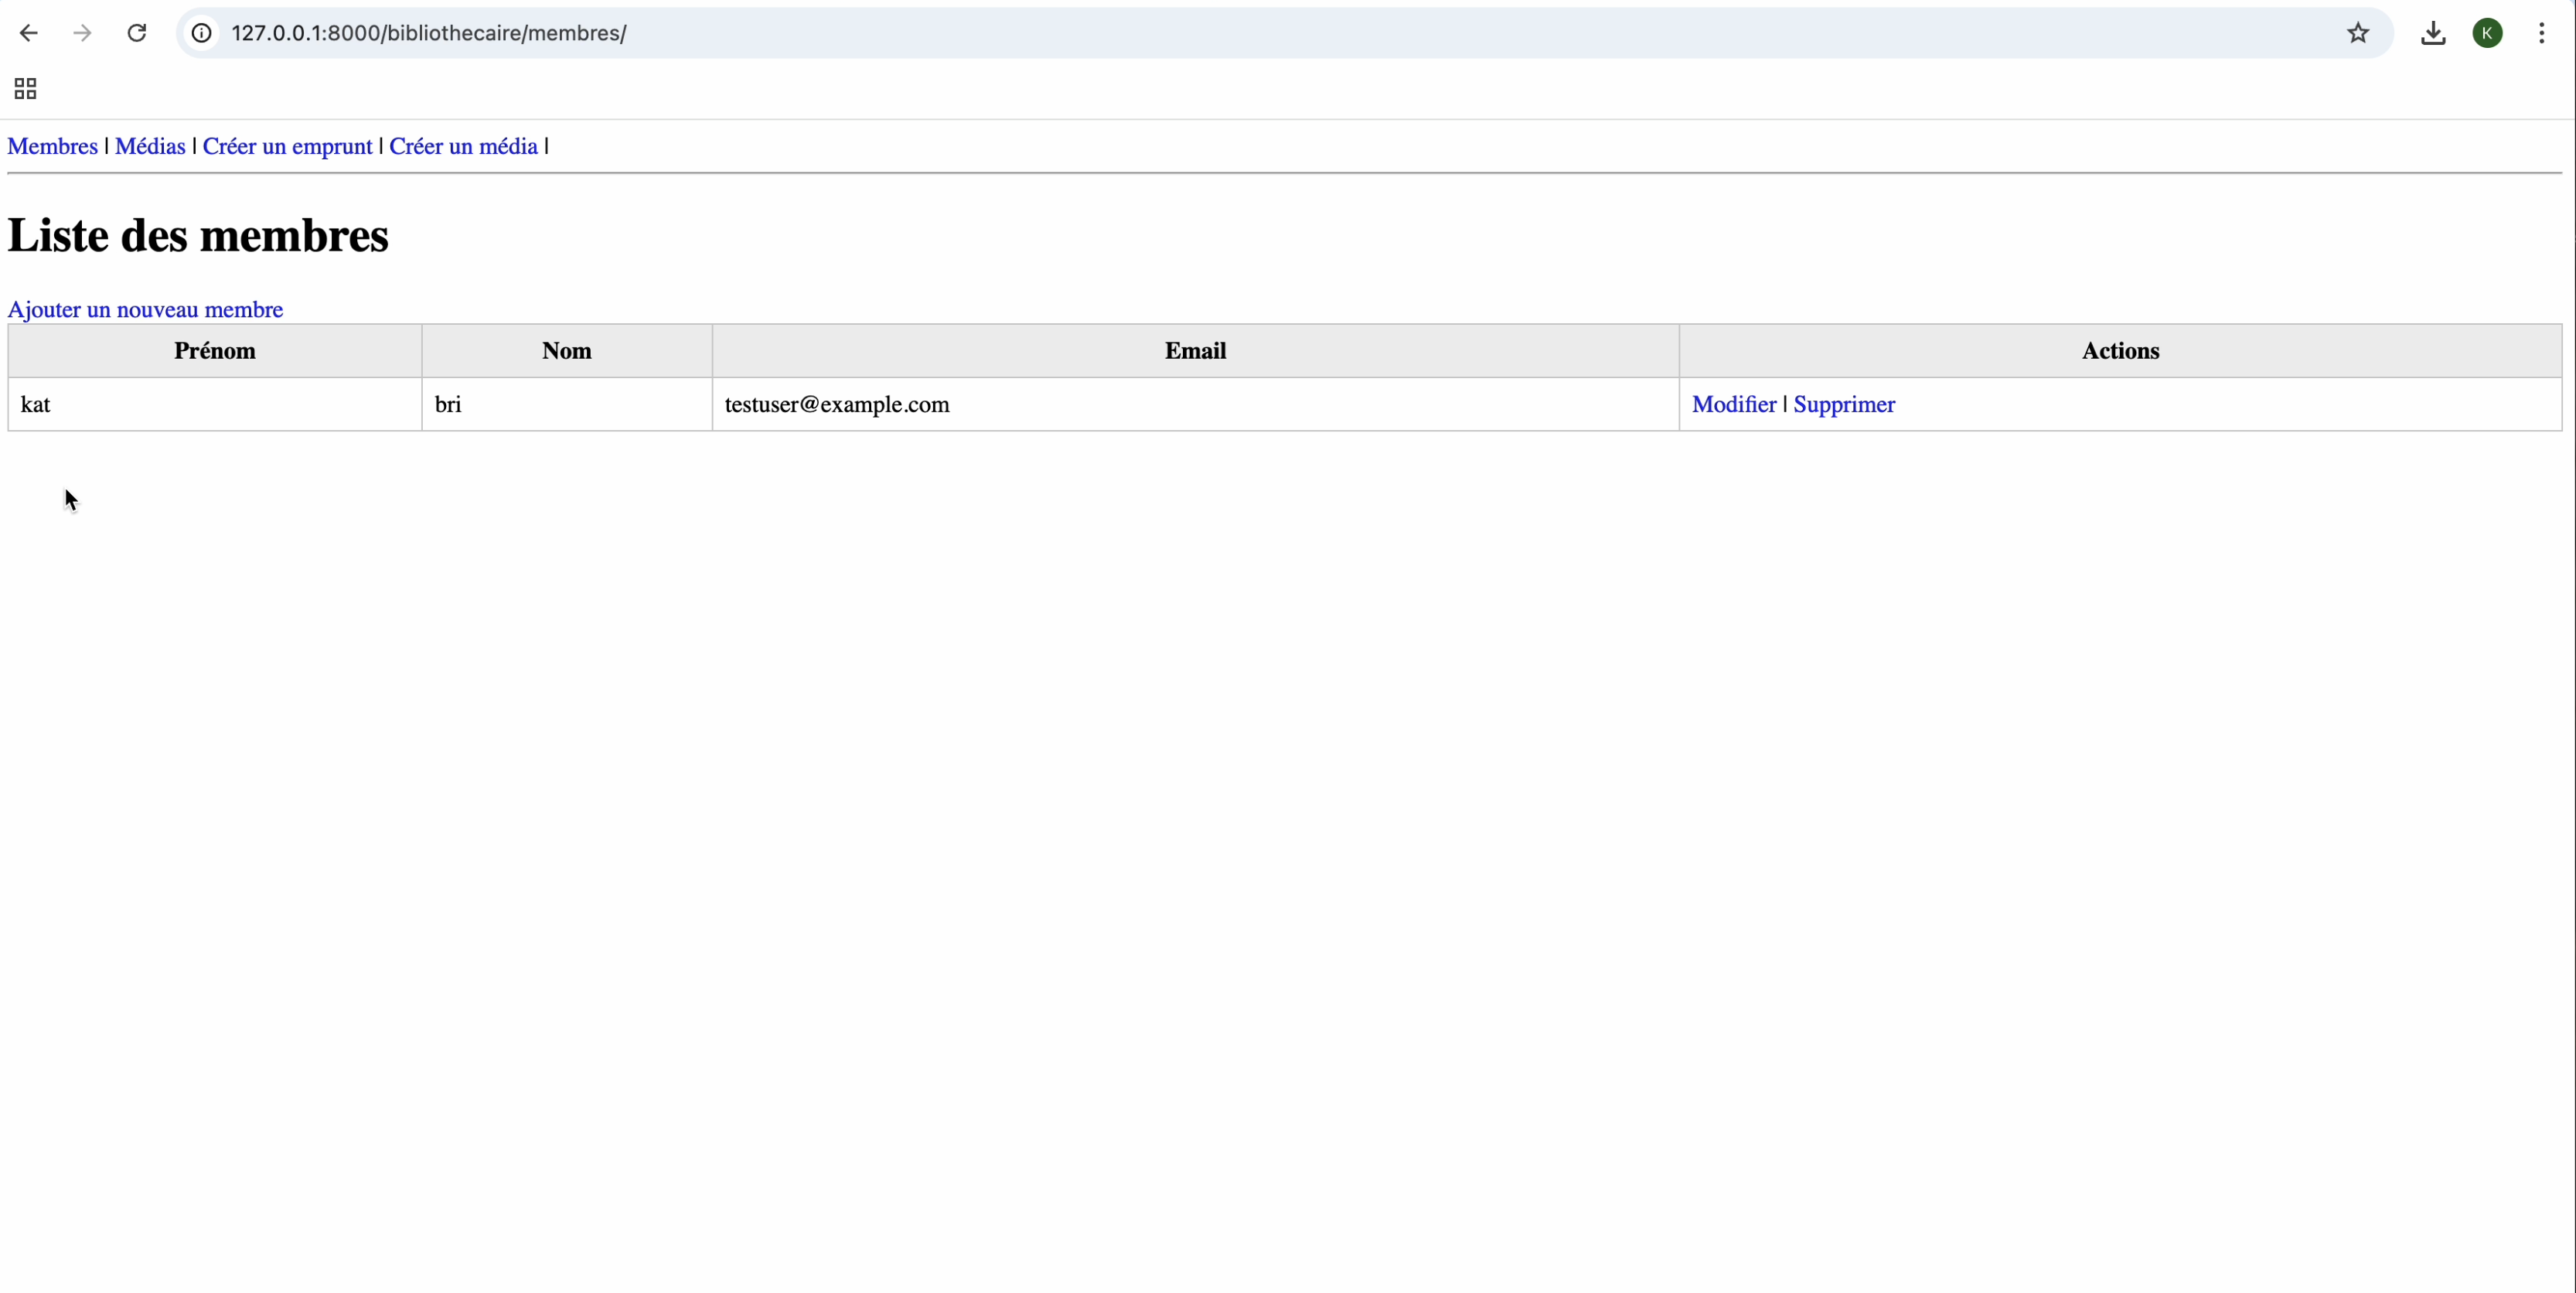 127.0.0.1:8000/bibliothecaire/membres/
K
Membres | Médias | Créer un emprunt | Créer un média |
Liste des membres
Ajouter un nouveau membre
Prénom Nom Email Actions
kat bri testuser@example.com Modifier | Supprimer